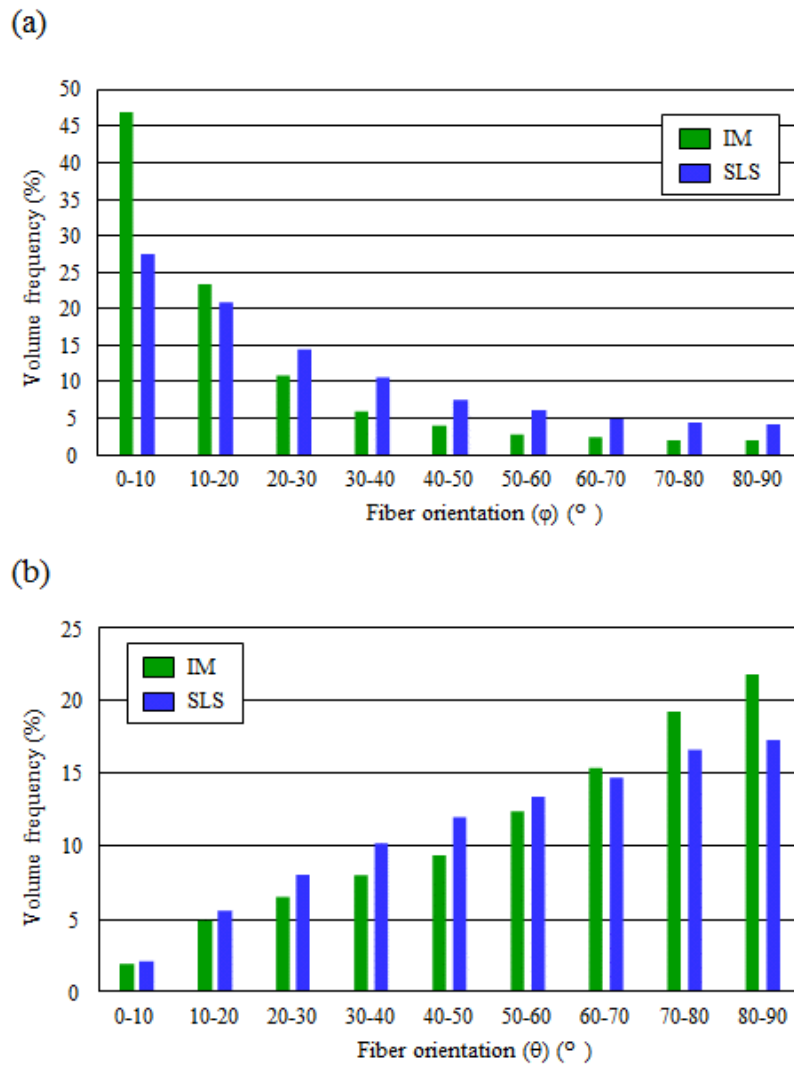 (a)
50
45
40
35
30
25
20
15
10
5
0
Volume frequency (%)
IM
SLS
0-10 10-20 20-30 30-40 40-50 50-60 60-70 70-80 80-90
Fiber orientation (φ) (° )
(b)
25
20
15
10
5
0
Volume frequency (%)
IM
SLS
0-10 10-20 20-30 30-40 40-50 50-60 60-70 70-80 80-90
Fiber orientation (θ) (° )